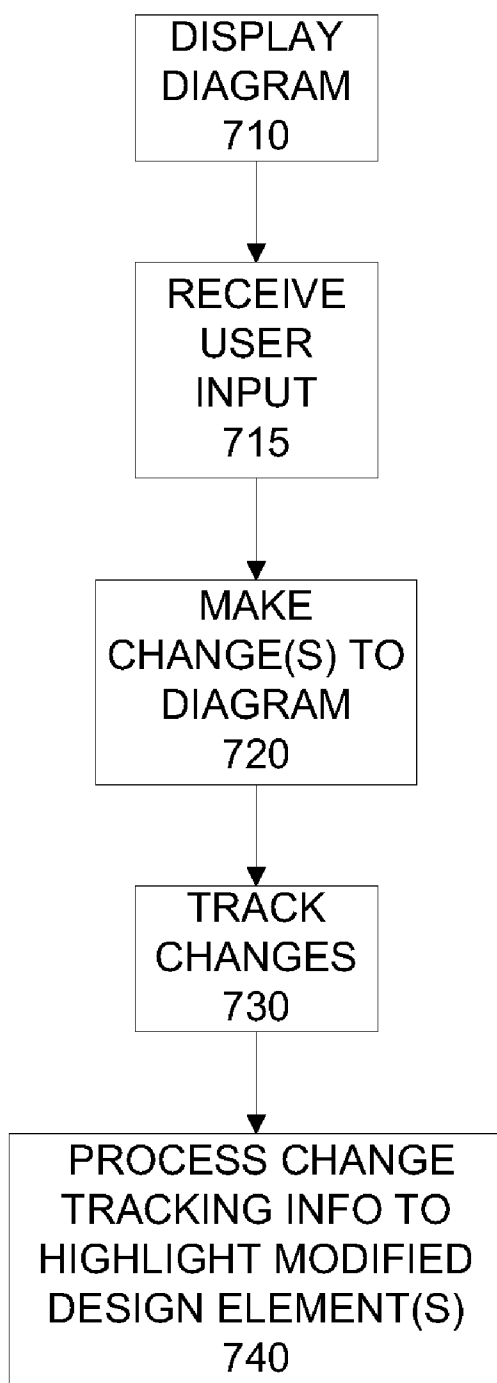 DISPLAY
DIAGRAM
710
RECEIVE
USER
INPUT
715
MAKE
CHANGE(S) TO
DIAGRAM
720
TRACK
CHANGES
730
PROCESS CHANGE
TRACKING INFO TO
HIGHLIGHT MODIFIED
DESIGN ELEMENT(S)
740